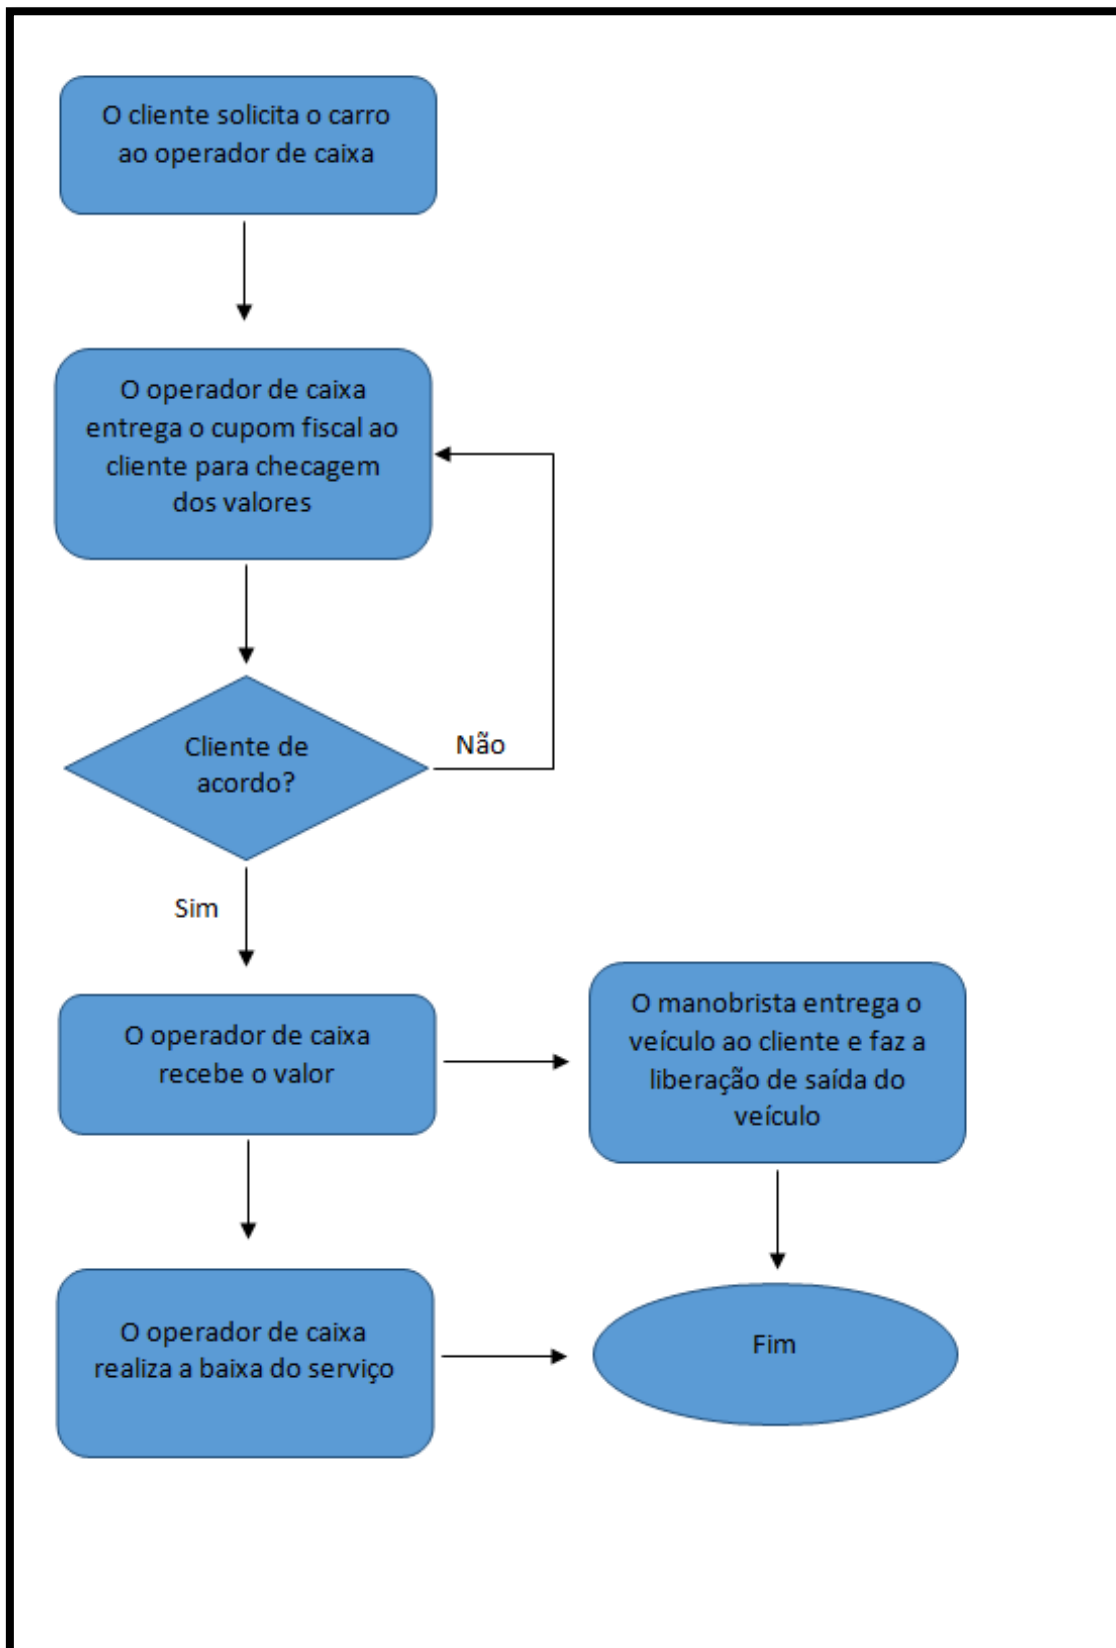 O cliente solicita o carro
ao operador de caixa
O operador de caixa
entrega o cupom fiscal ao
cliente para checagem
dos valores
Cliente de
acordo?
Não
Sim
O operador de caixa
recebe o valor
O manobrista entrega o
veículo ao cliente e faz a
liberação de saída do
veículo
O operador de caixa
realiza a baixa do serviço
Fim